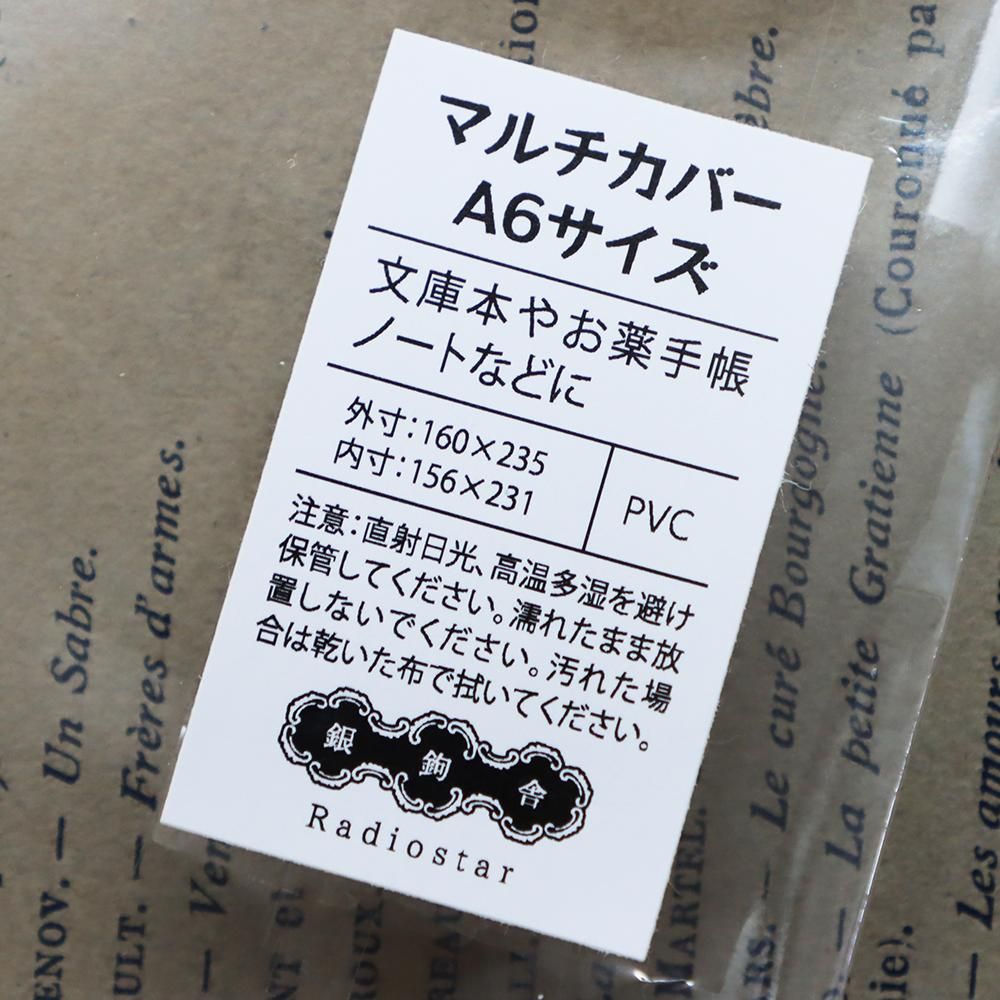 マルチカバー
A6サイズ
文庫本やお薬手帳
ノートなどに
外寸：160×235
内寸：156×231
PVC
注意：直射日光、高温多湿を避け
保管してください。濡れたまま放
置しないでください。汚れた場
合は乾いた布で拭いてください。
銀鉤舎
Radiostar
ENOV. — Un Sabre.
ULT. — Frères d'armes.
— Le curé Bourgogne.
— La petite Gratienne (Couronné pa
— Les amours
MARTEL.